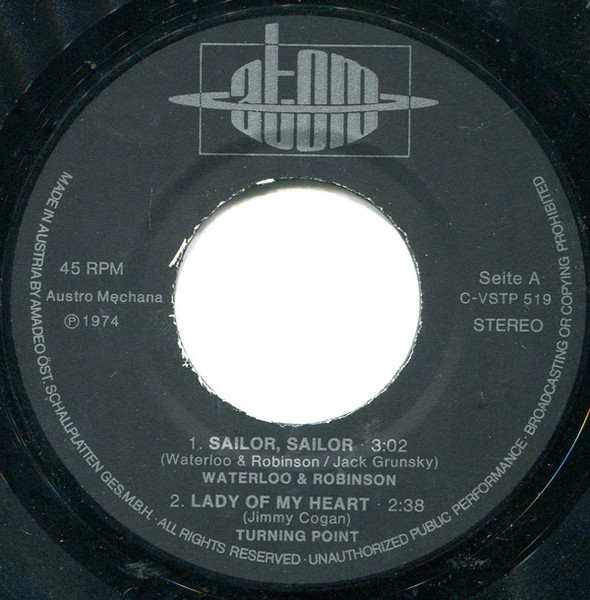 atom
45 RPM
Austro Mechana
Ⓟ 1974
Seite A
C-VSTP 519
STEREO
1. SAILOR, SAILOR · 3:02
(Waterloo & Robinson / Jack Grunsky)
WATERLOO & ROBINSON
2. LADY OF MY HEART · 2:38
(Jimmy Cogan)
TURNING POINT
MADE IN AUSTRIA BY AMADEO ÖST. SCHALLPLATTEN GES.M.B.H. · ALL RIGHTS RESERVED · UNAUTHORIZED PUBLIC PERFORMANCE · BROADCASTING OR COPYING PROHIBITED